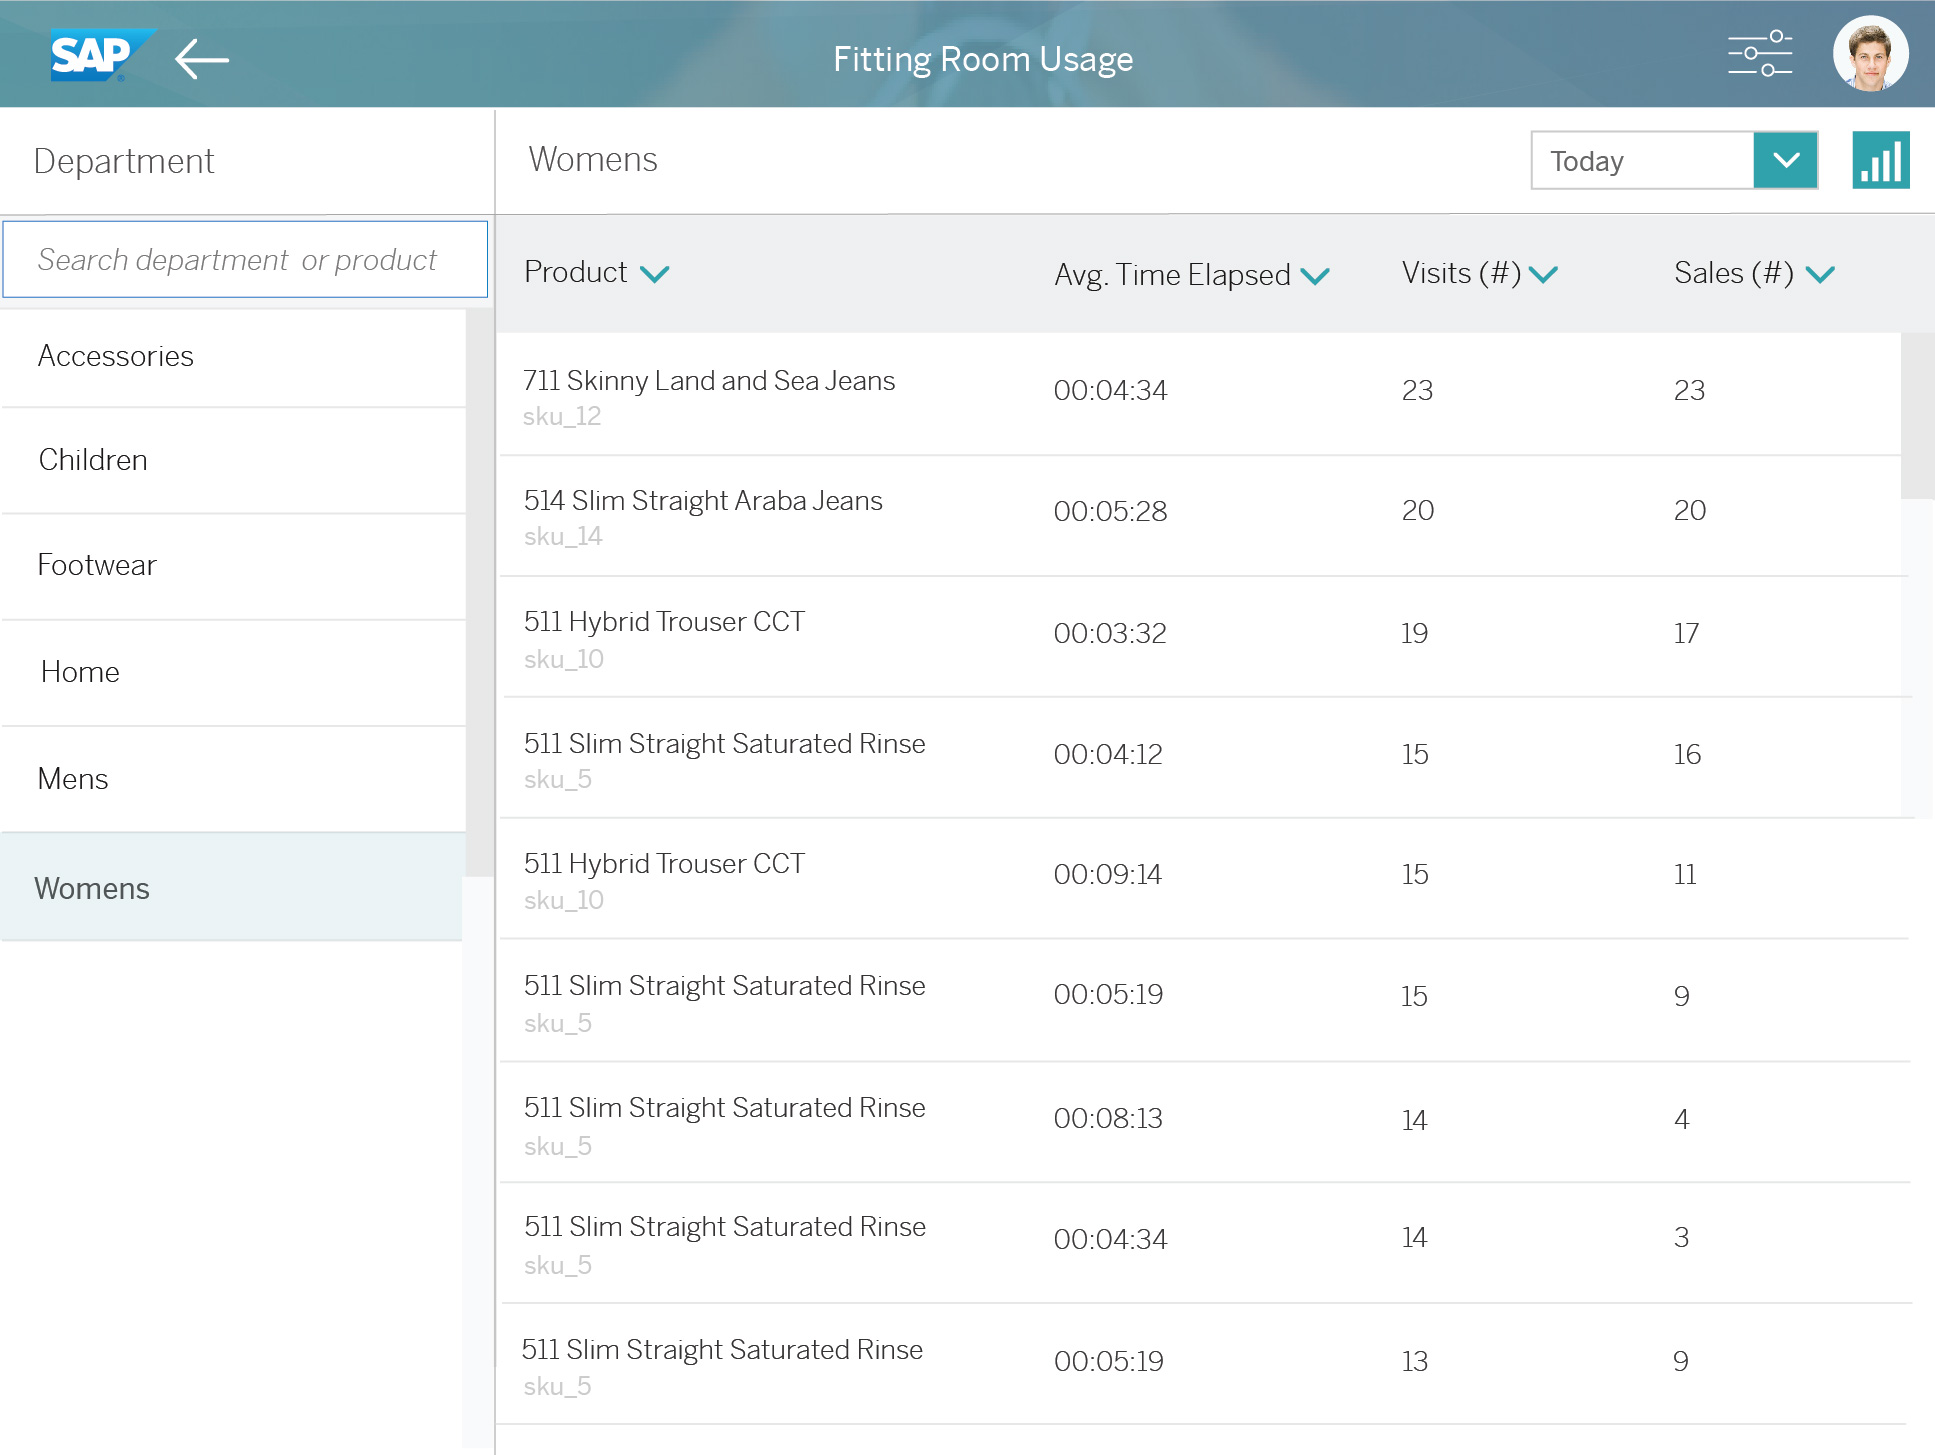 SAP
Fitting Room Usage
Department
Womens
Today
Search department or product
Product
Avg. Time Elapsed
Visits (#)
Sales (#)
Accessories
Children
Footwear
Home
Mens
Womens
711 Skinny Land and Sea Jeans
sku_12
00:04:34
23
23
514 Slim Straight Araba Jeans
sku_14
00:05:28
20
20
511 Hybrid Trouser CCT
sku_10
00:03:32
19
17
511 Slim Straight Saturated Rinse
sku_5
00:04:12
15
16
511 Hybrid Trouser CCT
sku_10
00:09:14
15
11
511 Slim Straight Saturated Rinse
sku_5
00:05:19
15
9
511 Slim Straight Saturated Rinse
sku_5
00:08:13
14
4
511 Slim Straight Saturated Rinse
sku_5
00:04:34
14
3
511 Slim Straight Saturated Rinse
sku_5
00:05:19
13
9